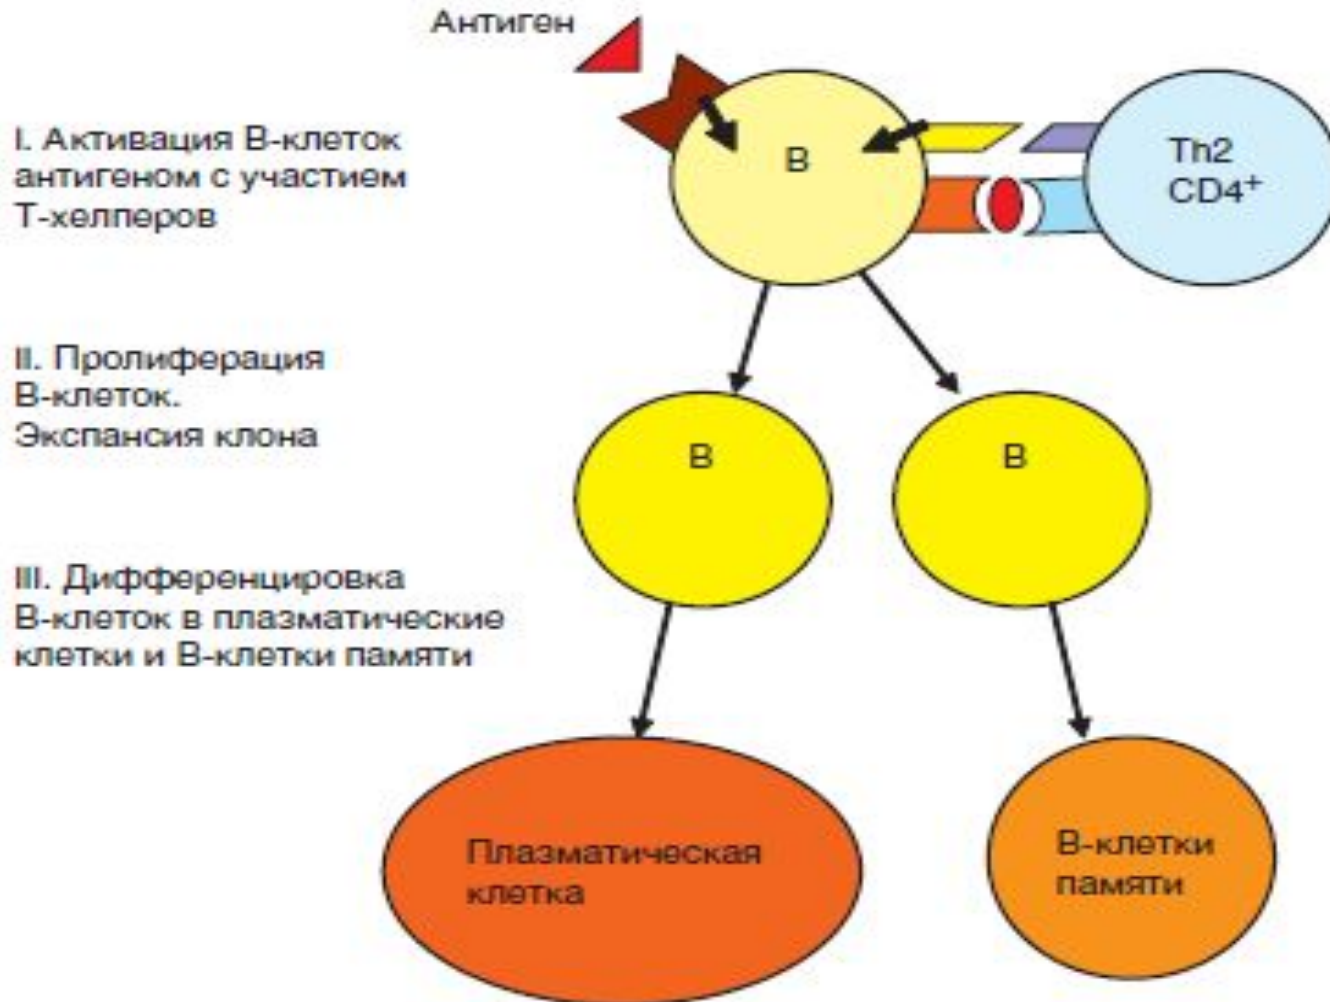 Антиген
I. Активация В-клеток
антигеном с участием
Т-хелперов
В
Th2
CD4⁺
II. Пролиферация
В-клеток.
Экспансия клона
В
В
III. Дифференцировка
В-клеток в плазматические
клетки и В-клетки памяти
Плазматическая
клетка
В-клетки
памяти